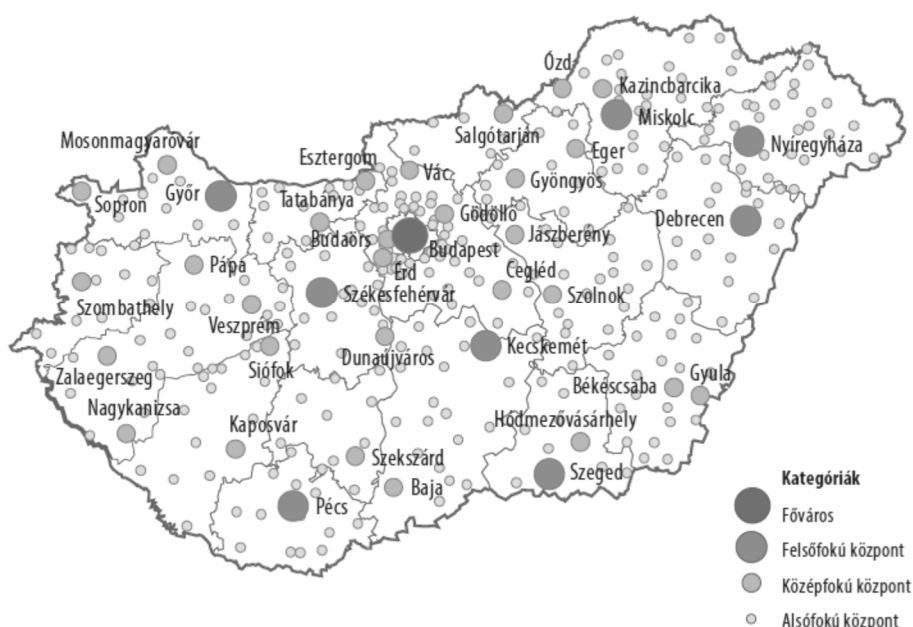 Ózd
Kazincbarcika
Miskolc
Salgótarján
Mosonmagyaróvár
Eger
Nyíregyháza
Esztergom
Vác
Gyöngyös
Sopron
Győr
Tatabánya
Gödöllő
Debrecen
Budaörs
Jászberény
Budapest
Pápa
Érd
Cegléd
Székesfehérvár
Szolnok
Szombathely
Veszprém
Kecskemét
Dunaújváros
Siófok
Zalaegerszeg
Békéscsaba
Gyula
Nagykanizsa
Kaposvár
Hódmezővásárhely
Szekszárd
Szeged
Baja
Pécs
Kategóriák
Főváros
Felsőfokú központ
Középfokú központ
Alsófokú központ